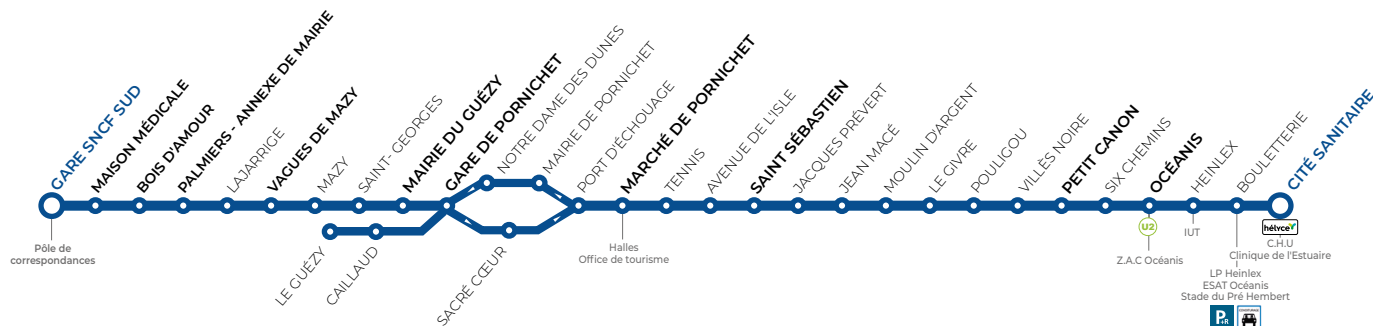 GARE SNCF SUD
MAISON MÉDICALE
BOIS D'AMOUR
PALMIERS - ANNEXE DE MAIRIE
LAJARRIGE
VAGUES DE MAZY
MAZY
SAINT- GEORGES
MAIRIE DU GUÉZY
GARE DE PORNICHET
NOTRE DAME DES DUNES
MAIRIE DE PORNICHET
PORT D'ÉCHOUAGE
MARCHÉ DE PORNICHET
TENNIS
AVENUE DE L'ISLE
SAINT SÉBASTIEN
JACQUES PRÉVERT
JEAN MACÉ
MOULIN D'ARGENT
LE GIVRE
POULIGOU
VILLÈS NOIRE
PETIT CANON
SIX CHEMINS
OCÉANIS
HEINLEX
BOULETTERIE
CITÉ SANITAIRE
LE GUÉZY
CAILLAUD
SACRÉ CŒUR
Pôle de
correspondances
Halles
Office de tourisme
U2
Z.A.C Océanis
IUT
hélyce
C.H.U
Clinique de l'Estuaire
LP Heinlex
ESAT Océanis
Stade du Pré Hembert
P+R